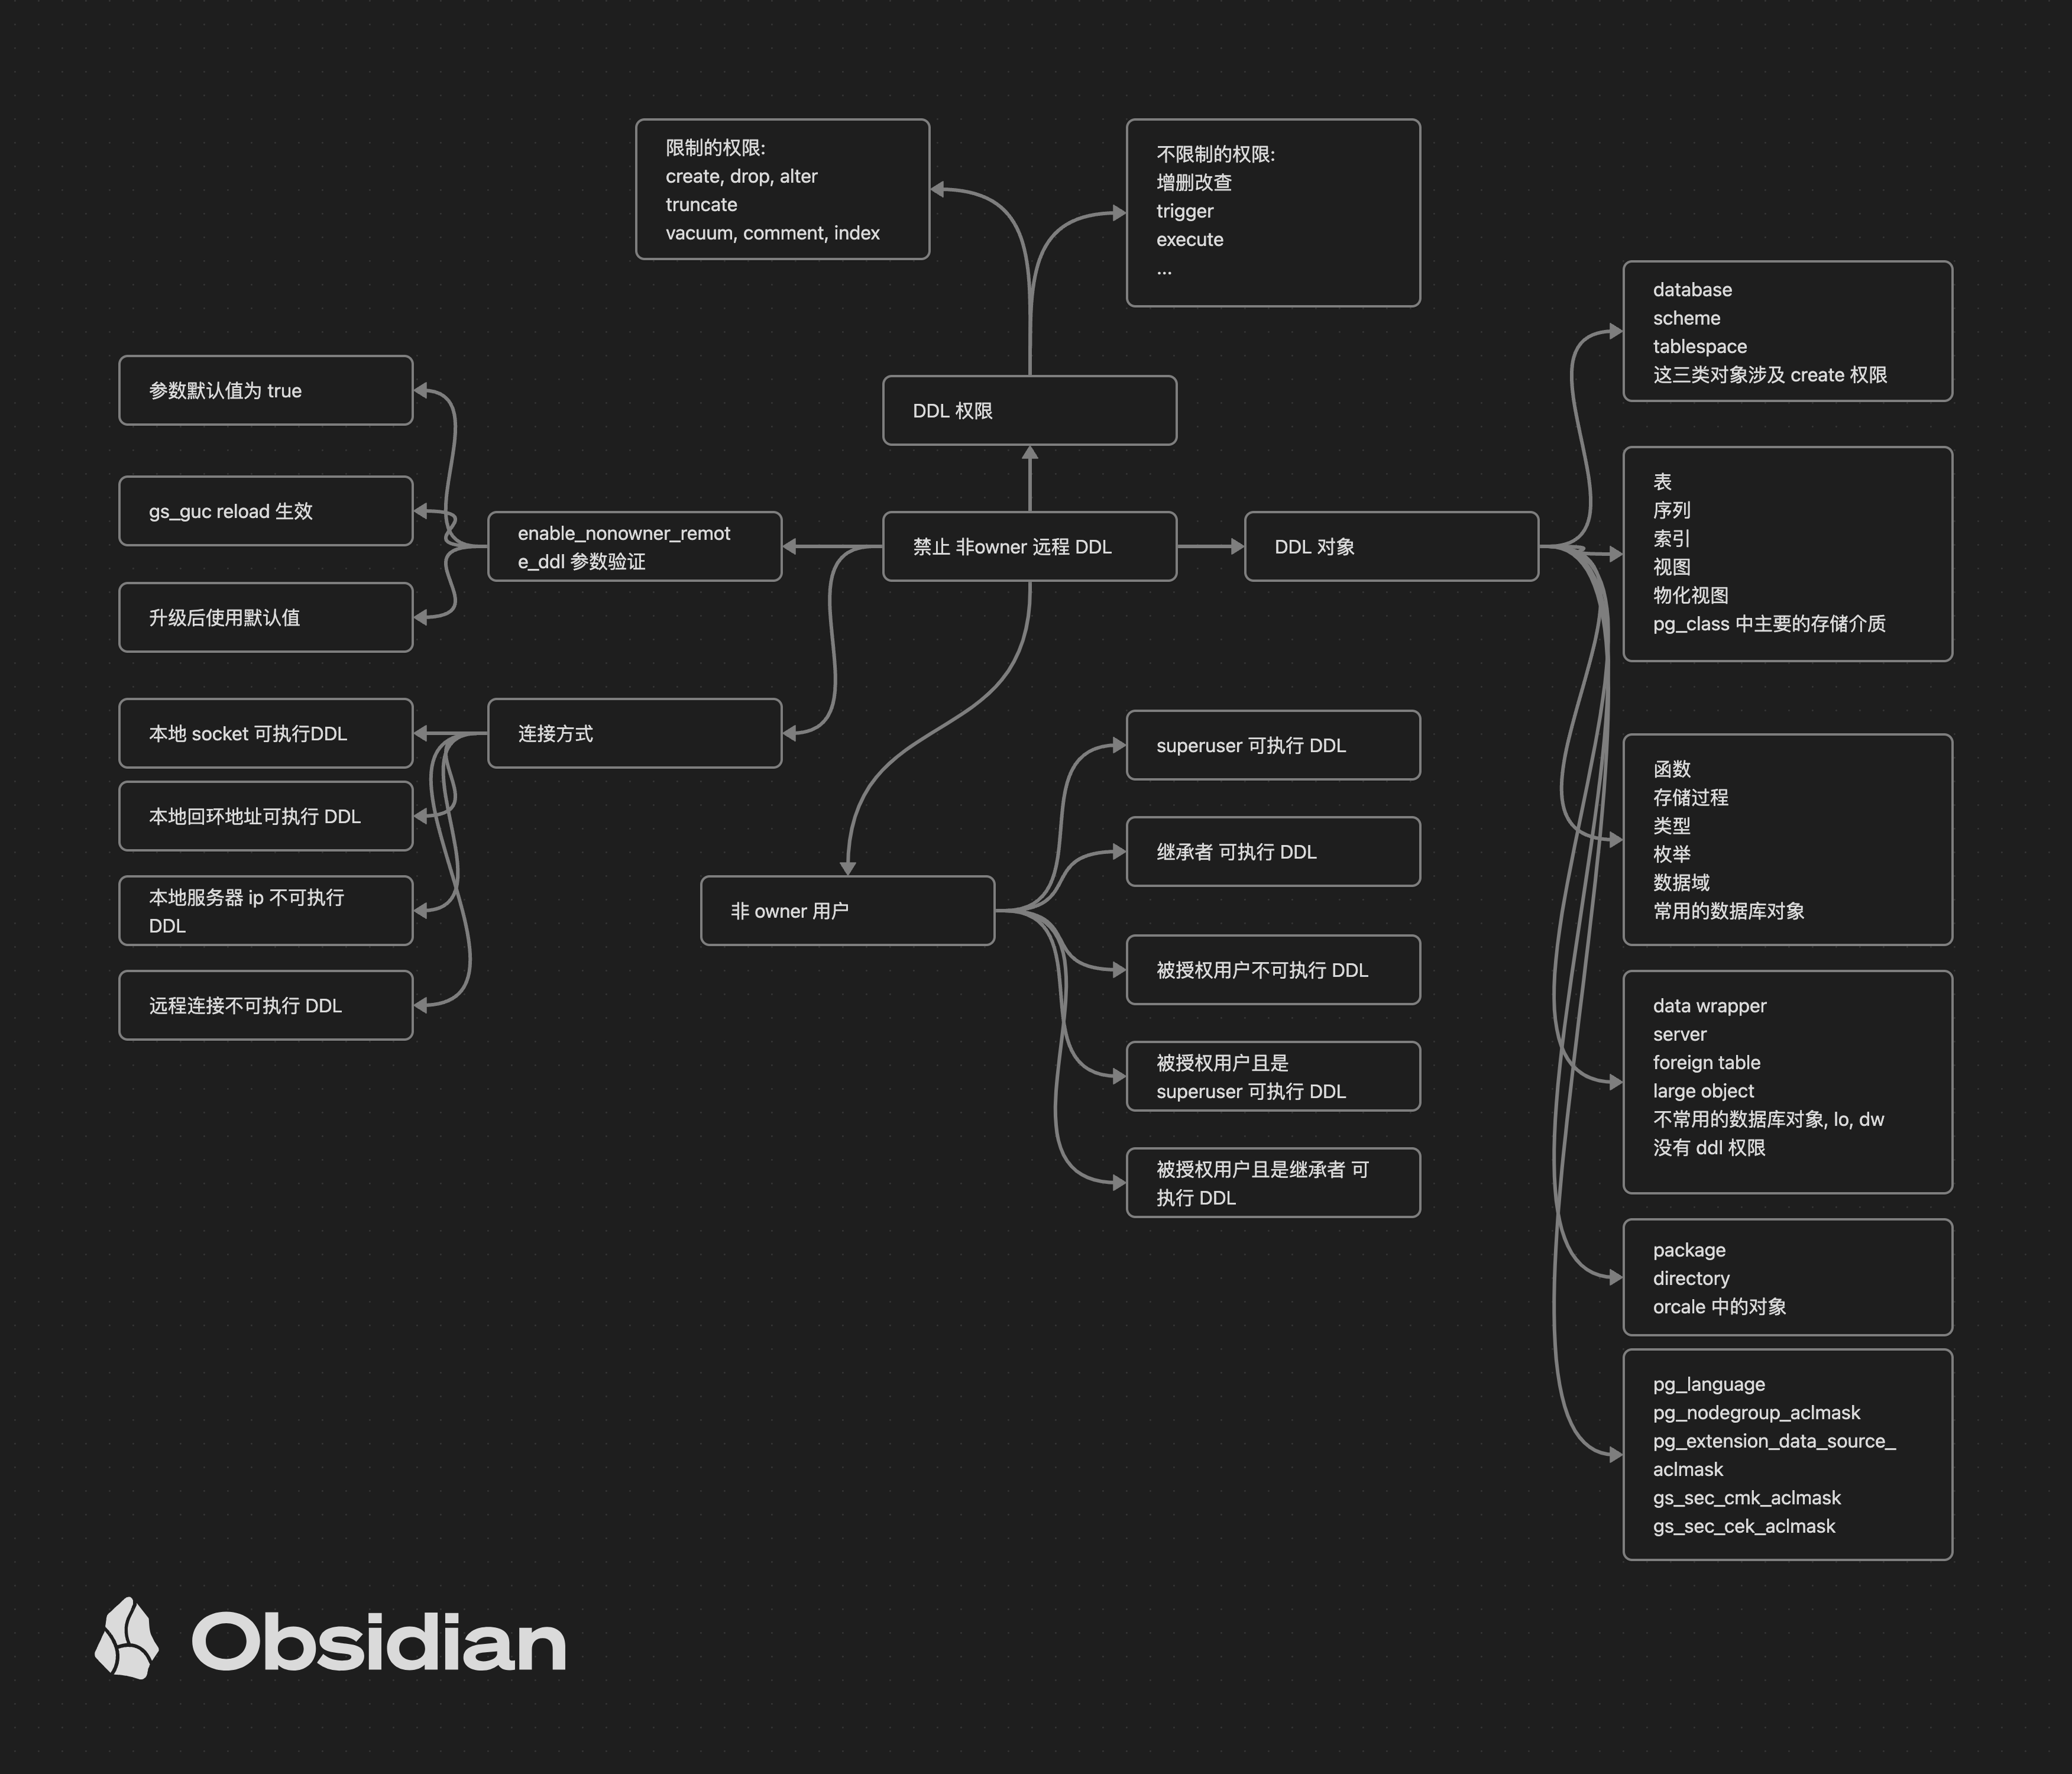 限制的权限:
create, drop, alter
truncate
vacuum, comment, index
不限制的权限:
增删改查
trigger
execute
...
DDL 权限
参数默认值为 true
gs_guc reload 生效
升级后使用默认值
enable_nonowner_remot
e_ddl 参数验证
禁止 非owner 远程 DDL
DDL 对象
连接方式
本地 socket 可执行DDL
本地回环地址可执行 DDL
本地服务器 ip 不可执行
DDL
远程连接不可执行 DDL
非 owner 用户
superuser 可执行 DDL
继承者 可执行 DDL
被授权用户不可执行 DDL
被授权用户且是
superuser 可执行 DDL
被授权用户且是继承者 可
执行 DDL
database
scheme
tablespace
这三类对象涉及 create 权限
表
序列
索引
视图
物化视图
pg_class 中主要的存储介质
函数
存储过程
类型
枚举
数据域
常用的数据库对象
data wrapper
server
foreign table
large object
不常用的数据库对象, lo, dw
没有 ddl 权限
package
directory
orcale 中的对象
pg_language
pg_nodegroup_aclmask
pg_extension_data_source_
aclmask
gs_sec_cmk_aclmask
gs_sec_cek_aclmask
Obsidian